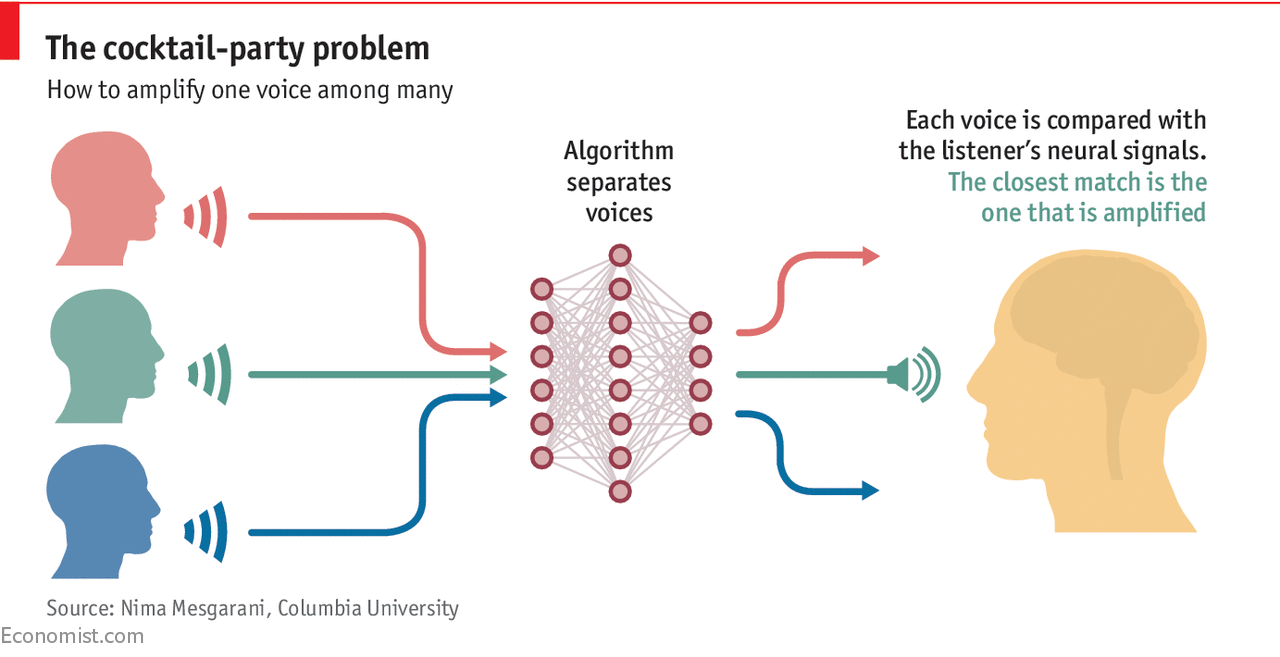 The cocktail-party problem
How to amplify one voice among many
Algorithm
separates
voices
Each voice is compared with
the listener’s neural signals.
The closest match is the
one that is amplified
Source: Nima Mesgarani, Columbia University
Economist.com